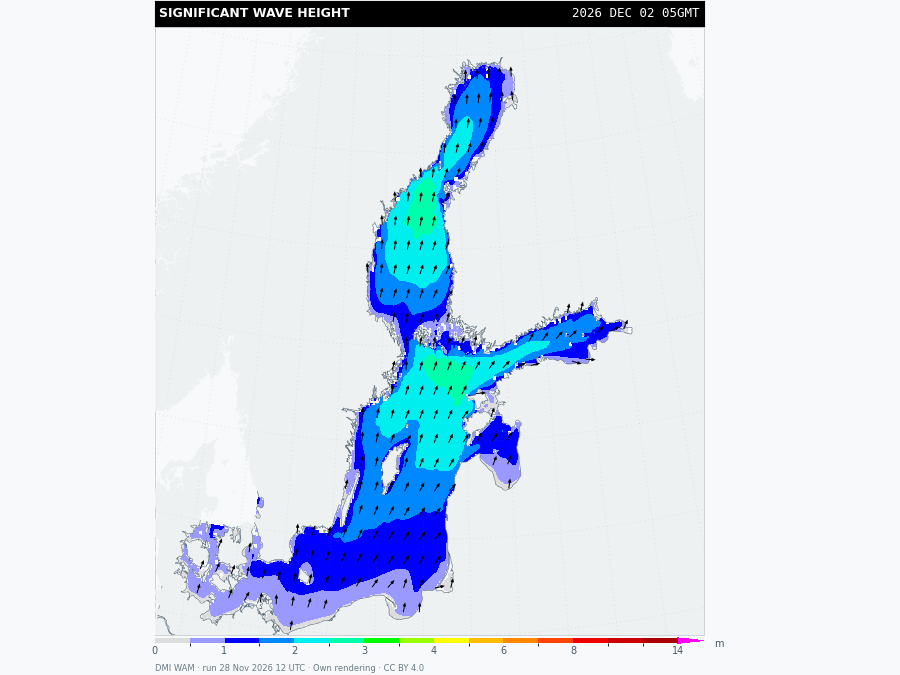 SIGNIFICANT WAVE HEIGHT 2026 DEC 02 05GMT
0 1 2 3 4 6 8 14 m
DMI WAM · run 28 Nov 2026 12 UTC · Own rendering · CC BY 4.0